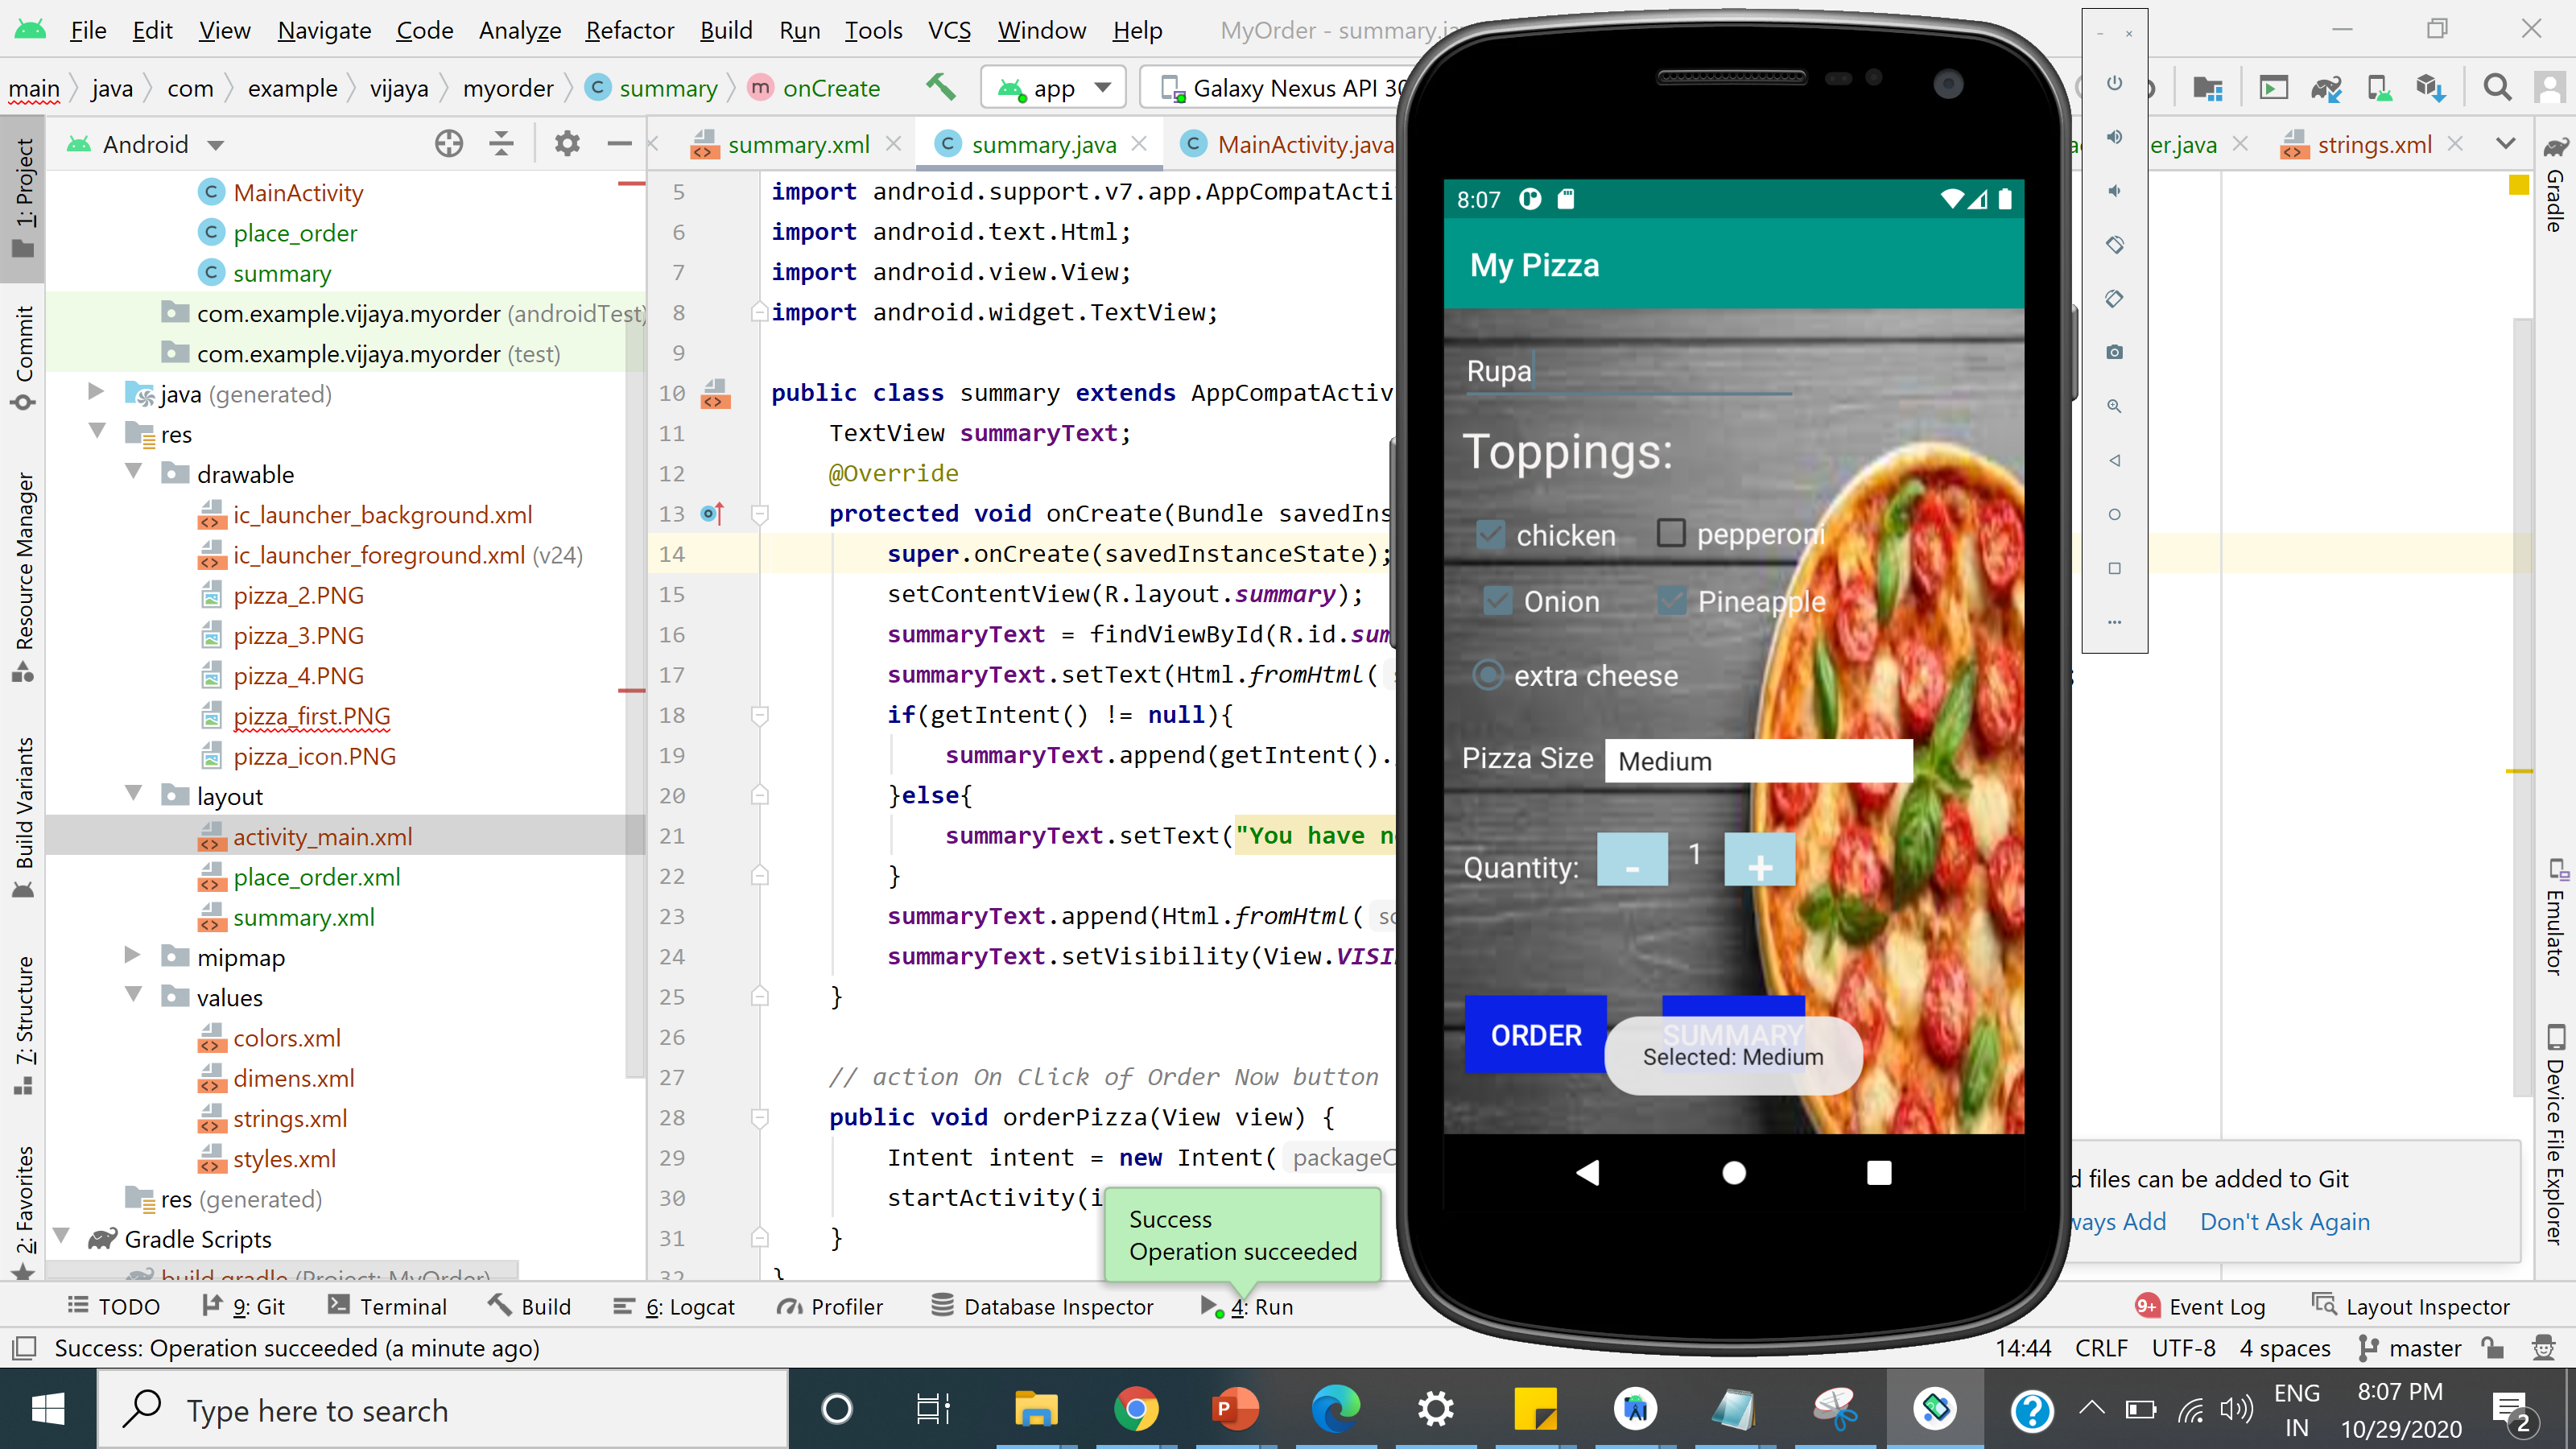 File Edit View Navigate Code Analyze Refactor Build Run Tools VCS Window Help MyOrder - summary.ja
main java com example vijaya myorder summary onCreate app Galaxy Nexus API 30
Android
summary.xml summary.java MainActivity.java er.java strings.xml
1: Project
Commit
Resource Manager
Build Variants
7: Structure
2: Favorites
MainActivity
place_order
summary
com.example.vijaya.myorder (androidTest)
com.example.vijaya.myorder (test)
java (generated)
res
drawable
ic_launcher_background.xml
ic_launcher_foreground.xml (v24)
pizza_2.PNG
pizza_3.PNG
pizza_4.PNG
pizza_first.PNG
pizza_icon.PNG
layout
activity_main.xml
place_order.xml
summary.xml
mipmap
values
colors.xml
dimens.xml
strings.xml
styles.xml
res (generated)
Gradle Scripts
build.gradle (Project: MyOrder)
5 import android.support.v7.app.AppCompatActi
6 import android.text.Html;
7 import android.view.View;
8 import android.widget.TextView;
9
10 public class summary extends AppCompatActiv
11 TextView summaryText;
12 @Override
13 protected void onCreate(Bundle savedIns
14 super.onCreate(savedInstanceState);
15 setContentView(R.layout.summary);
16 summaryText = findViewById(R.id.sum
17 summaryText.setText(Html.fromHtml( s
18 if(getIntent() != null){
19 summaryText.append(getIntent().
20 }else{
21 summaryText.setText("You have n
22 }
23 summaryText.append(Html.fromHtml( so
24 summaryText.setVisibility(View.VISI
25 }
26
27 // action On Click of Order Now button
28 public void orderPizza(View view) {
29 Intent intent = new Intent( packageC
30 startActivity(i
31 }
32 }
Success
Operation succeeded
8:07
My Pizza
Rupa
Toppings:
chicken pepperoni
Onion Pineapple
extra cheese
Pizza Size Medium
Quantity: - 1 +
ORDER SUMMARY
Selected: Medium
Gradle
Emulator
Device File Explorer
d files can be added to Git
ways Add Don't Ask Again
TODO 9: Git Terminal Build 6: Logcat Profiler Database Inspector 4: Run 9+ Event Log Layout Inspector
Success: Operation succeeded (a minute ago) 14:44 CRLF UTF-8 4 spaces master
Type here to search
ENG
IN
8:07 PM
10/29/2020
2